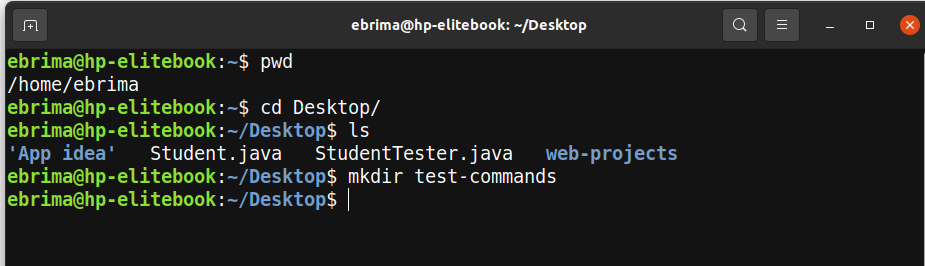 ebrima@hp-elitebook: ~/Desktop
ebrima@hp-elitebook:~$ pwd
/home/ebrima
ebrima@hp-elitebook:~$ cd Desktop/
ebrima@hp-elitebook:~/Desktop$ ls
'App idea'   Student.java   StudentTester.java   web-projects
ebrima@hp-elitebook:~/Desktop$ mkdir test-commands
ebrima@hp-elitebook:~/Desktop$